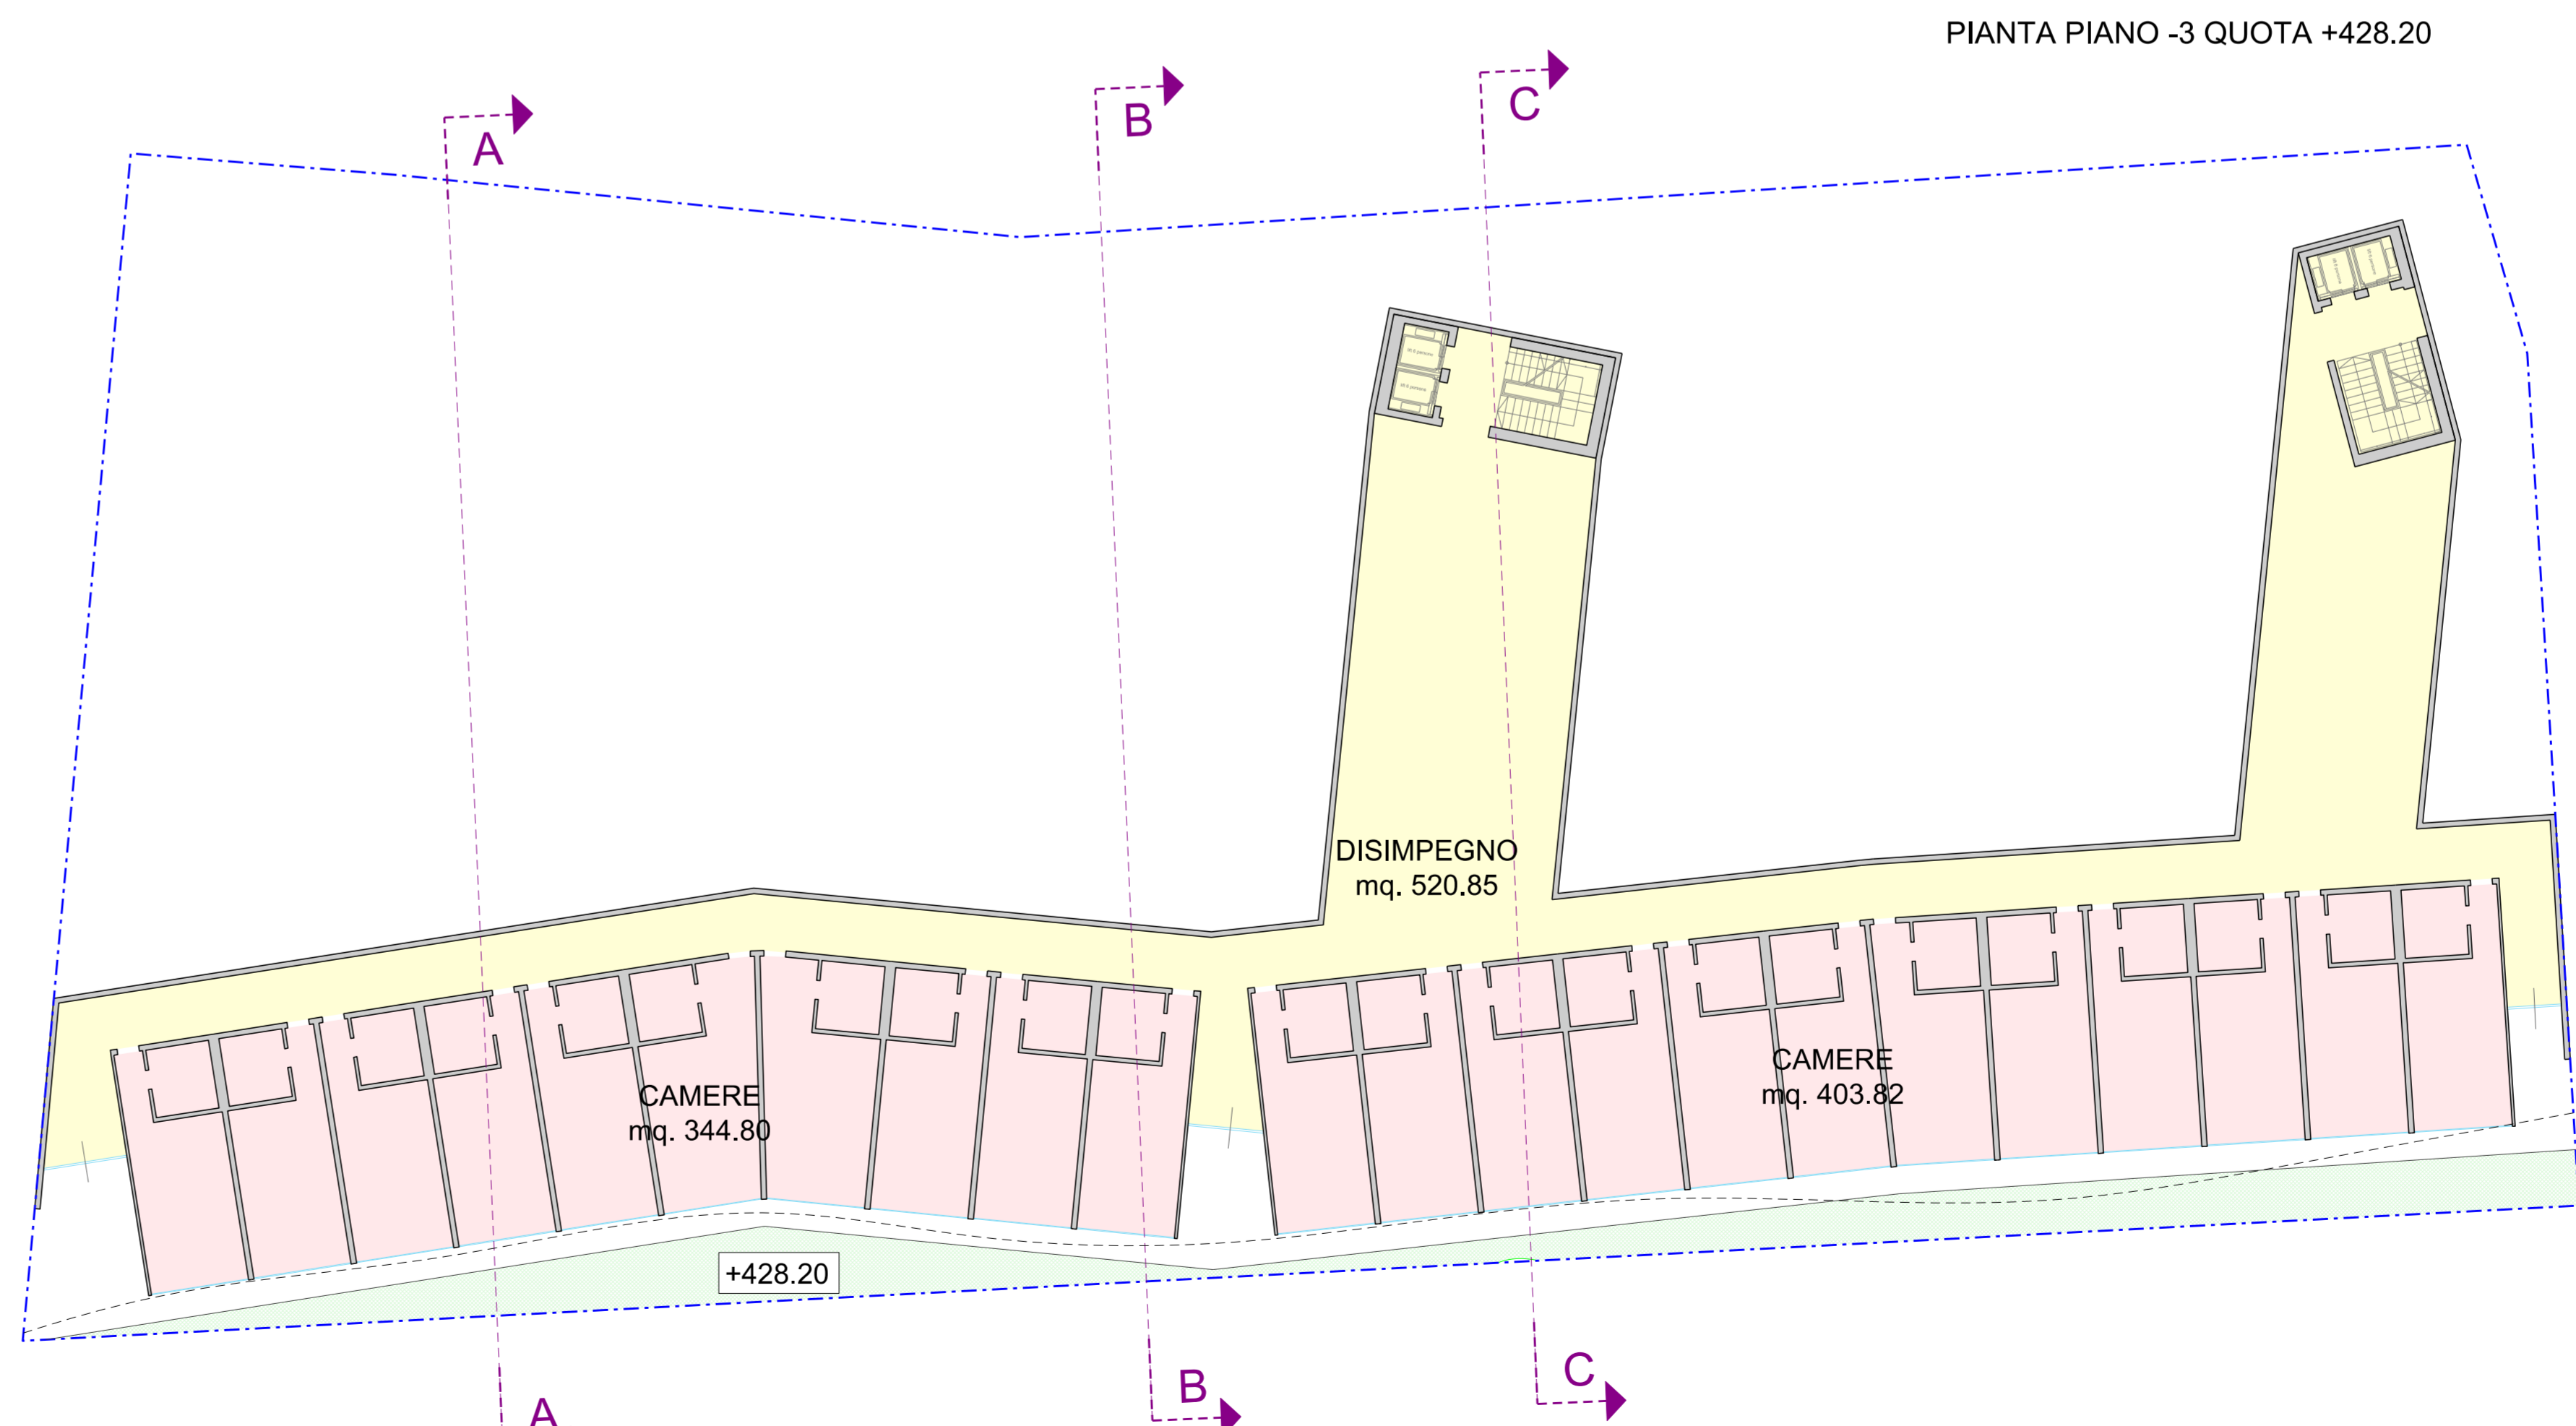 PIANTA PIANO -3 QUOTA +428.20
A
B
C
DISIMPEGNO
mq. 520.85
CAMERE
mq. 344.80
CAMERE
mq. 403.82
+428.20
A
B
C